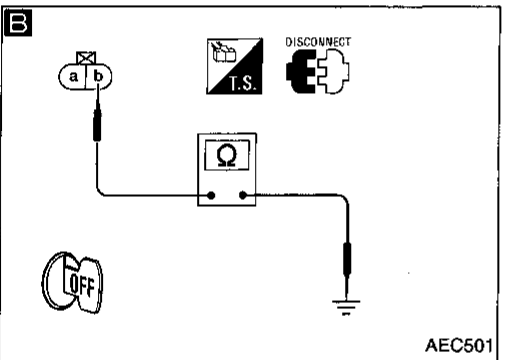 B
DISCONNECT
a b
T.S.
Ω
OFF
AEC501